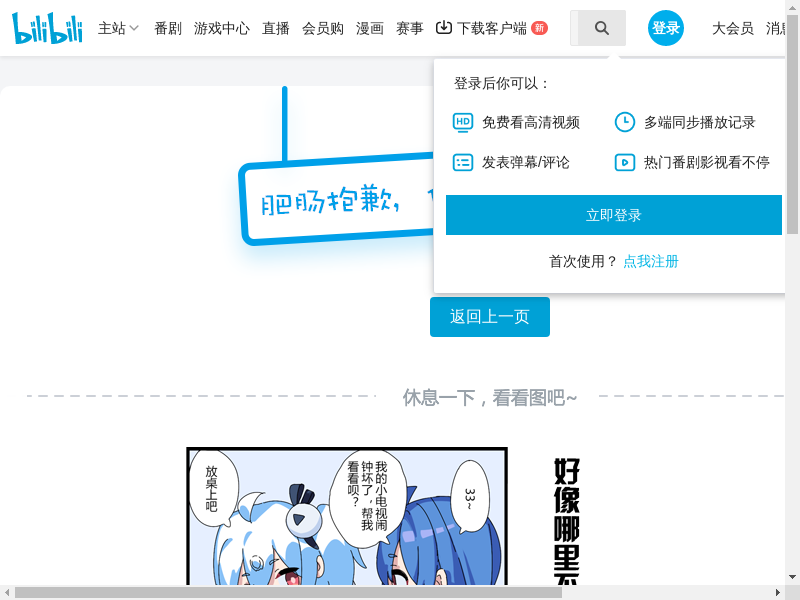 bilibili
主站 番剧 游戏中心 直播 会员购 漫画 赛事 下载客户端 新 登录 大会员 消息
登录后你可以：
HD 免费看高清视频 多端同步播放记录
发表弹幕/评论 热门番剧影视看不停
立即登录
首次使用？ 点我注册
肥肠抱歉，
返回上一页
休息一下，看看图吧~
放桌上吧
我的小电视闹钟坏了，帮我看看呗？
33~
好像哪里不